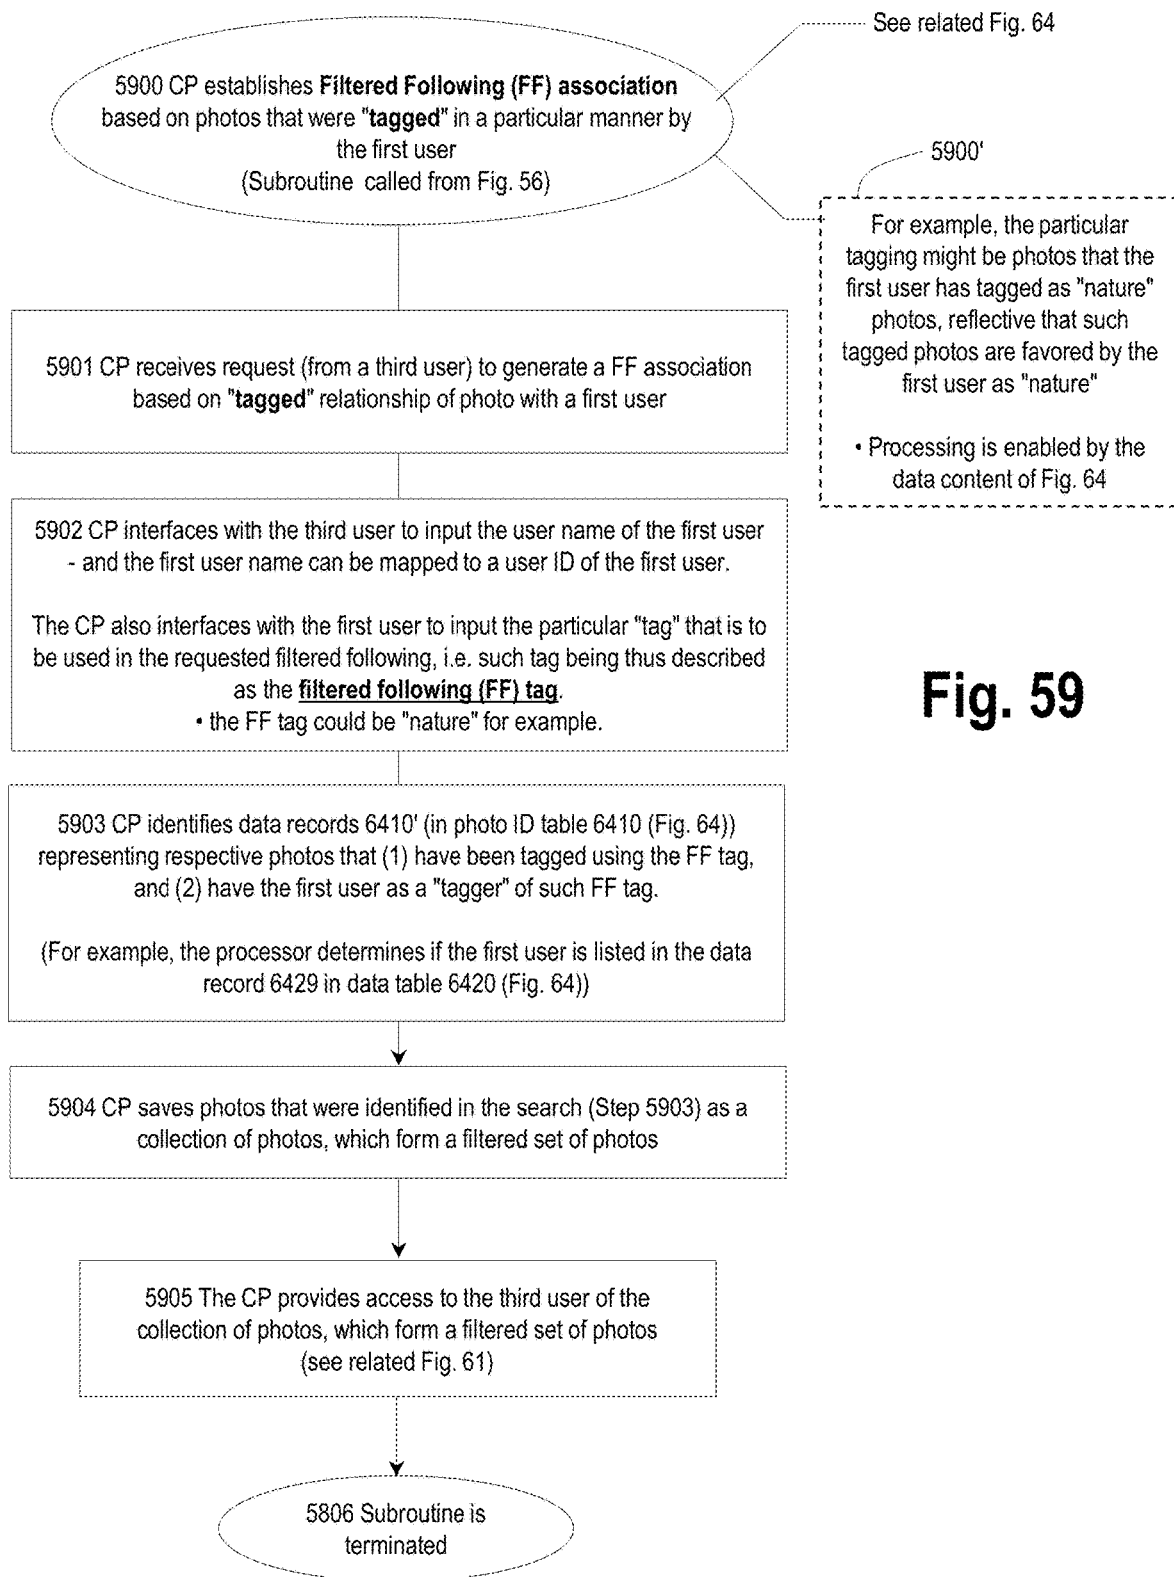 See related Fig. 64
5900 CP establishes Filtered Following (FF) association
based on photos that were "tagged" in a particular manner by
the first user
(Subroutine called from Fig. 56)
5900'
For example, the particular
tagging might be photos that the
first user has tagged as "nature"
photos, reflective that such
tagged photos are favored by the
first user as "nature"
• Processing is enabled by the
data content of Fig. 64
5901 CP receives request (from a third user) to generate a FF association
based on "tagged" relationship of photo with a first user
5902 CP interfaces with the third user to input the user name of the first user
- and the first user name can be mapped to a user ID of the first user.
The CP also interfaces with the first user to input the particular "tag" that is to
be used in the requested filtered following, i.e. such tag being thus described
as the filtered following (FF) tag.
• the FF tag could be "nature" for example.
Fig. 59
5903 CP identifies data records 6410' (in photo ID table 6410 (Fig. 64))
representing respective photos that (1) have been tagged using the FF tag,
and (2) have the first user as a "tagger" of such FF tag.
(For example, the processor determines if the first user is listed in the data
record 6429 in data table 6420 (Fig. 64))
5904 CP saves photos that were identified in the search (Step 5903) as a
collection of photos, which form a filtered set of photos
5905 The CP provides access to the third user of the
collection of photos, which form a filtered set of photos
(see related Fig. 61)
5806 Subroutine is
terminated